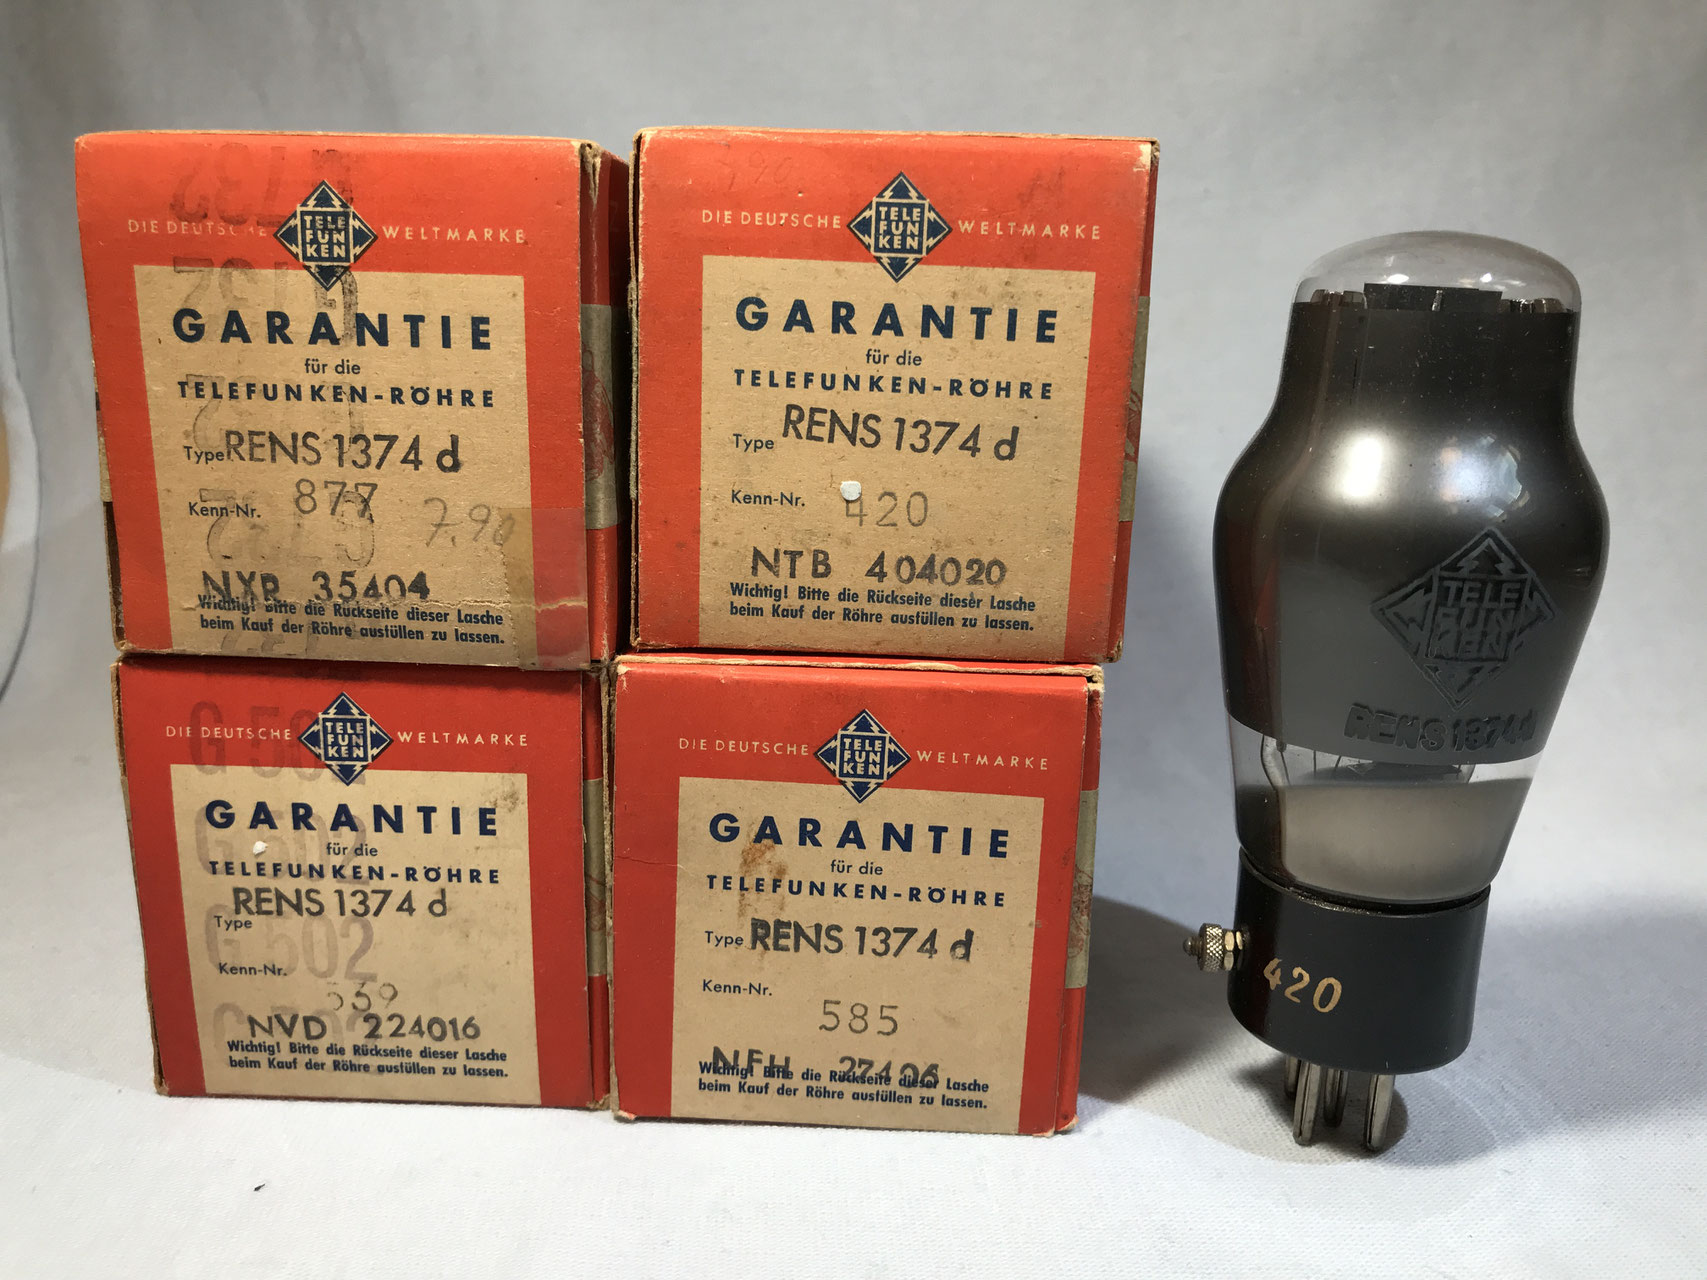 DIE DEUTSCHE TELE FUN KEN WELTMARKE
GARANTIE
für die
TELEFUNKEN-RÖHRE
Type RENS 1374 d
Kenn-Nr. 877
7.90
NXR 35404
Wichtig! Bitte die Rückseite dieser Lasche
beim Kauf der Röhre ausfüllen zu lassen.
DIE DEUTSCHE TELE FUN KEN WELTMARKE
GARANTIE
für die
TELEFUNKEN-RÖHRE
Type RENS 1374 d
Kenn-Nr. 420
NTB 404020
Wichtig! Bitte die Rückseite dieser Lasche
beim Kauf der Röhre ausfüllen zu lassen.
DIE DEUTSCHE TELE FUN KEN WELTMARKE
GARANTIE
für die
TELEFUNKEN-RÖHRE
Type RENS 1374 d
G 502
Kenn-Nr.
NVD 224016
Wichtig! Bitte die Rückseite dieser Lasche
beim Kauf der Röhre ausfüllen zu lassen.
DIE DEUTSCHE TELE FUN KEN WELTMARKE
GARANTIE
für die
TELEFUNKEN-RÖHRE
Type RENS 1374 d
Kenn-Nr.
585
NFH 27406
Wichtig! Bitte die Rückseite dieser Lasche
beim Kauf der Röhre ausfüllen zu lassen.
TELE
FUN
KEN
RENS 1374 d
420